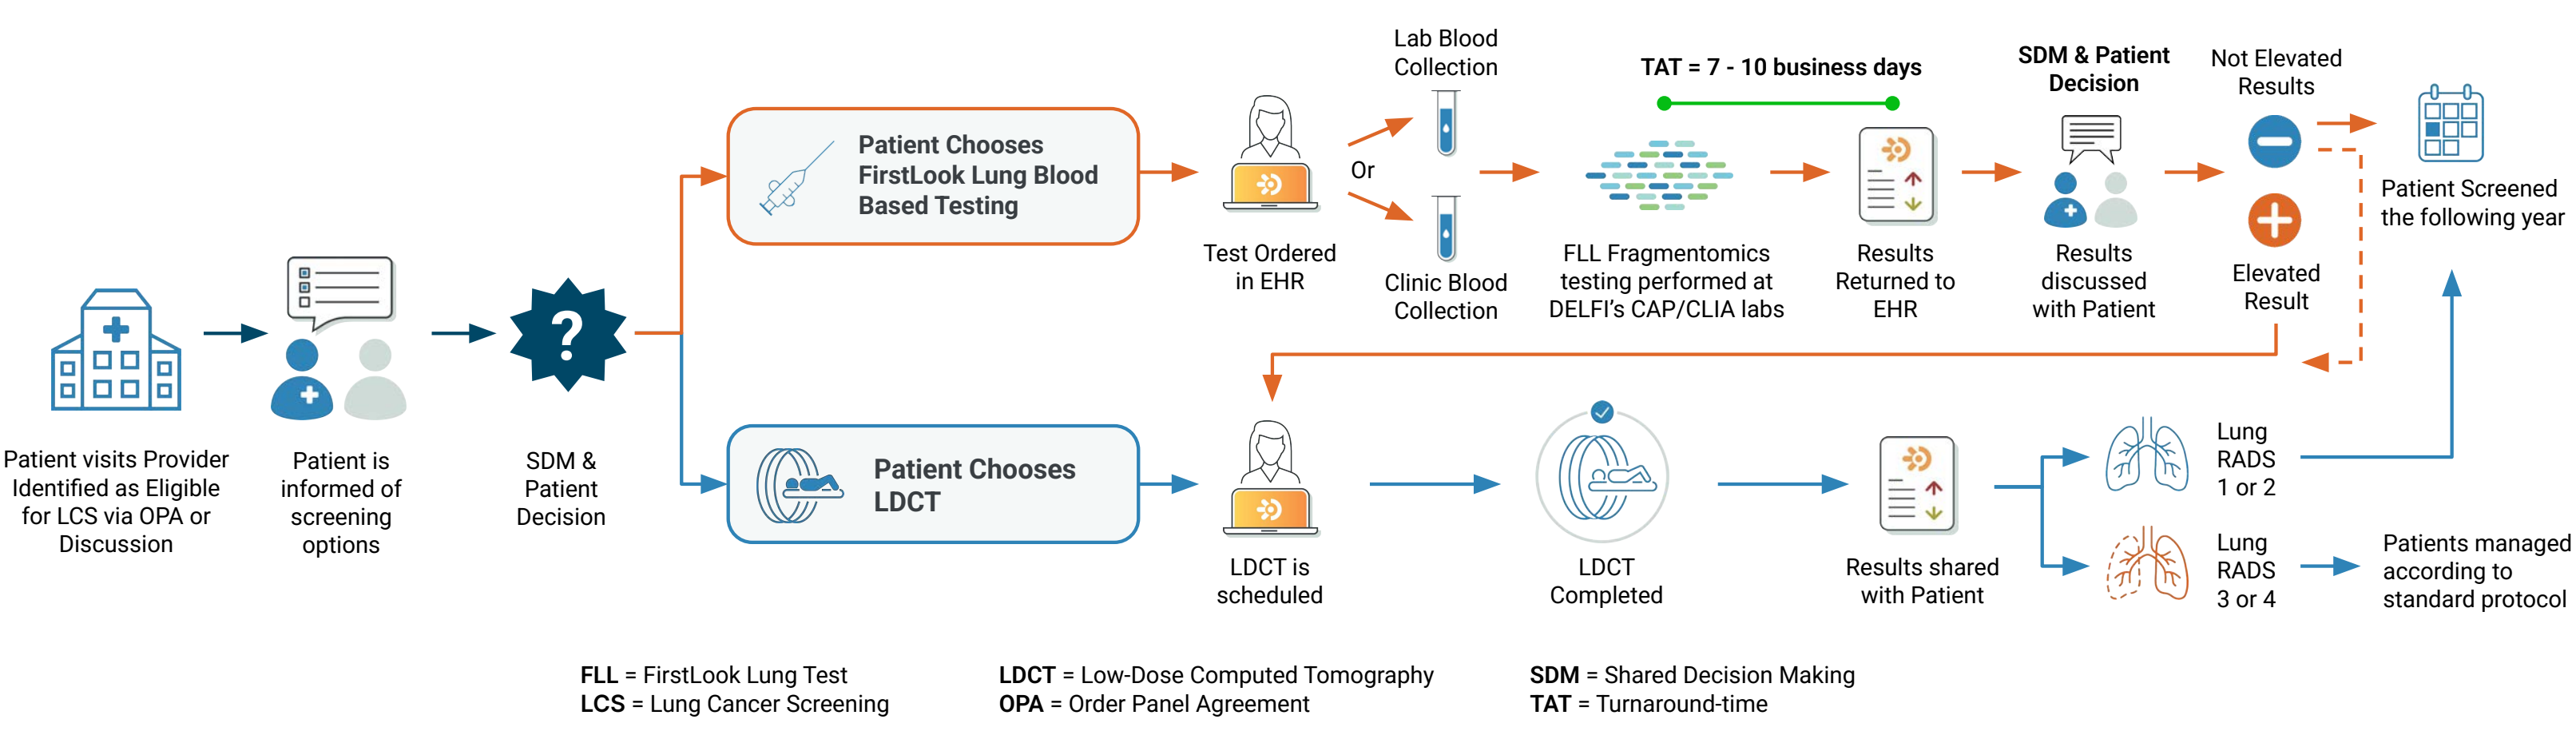 Patient visits Provider
Identified as Eligible
for LCS via OPA or
Discussion
Patient is
informed of
screening
options
?
SDM &
Patient
Decision
Patient Chooses
FirstLook Lung Blood
Based Testing
Test Ordered
in EHR
Lab Blood
Collection
Or
Clinic Blood
Collection
TAT = 7 - 10 business days
FLL Fragmentomics
testing performed at
DELFI's CAP/CLIA labs
Results
Returned to
EHR
SDM & Patient
Decision
Results
discussed
with Patient
Not Elevated
Results
Elevated
Result
Patient Screened
the following year
Patient Chooses
LDCT
LDCT is
scheduled
LDCT
Completed
Results shared
with Patient
Lung
RADS
1 or 2
Lung
RADS
3 or 4
Patients managed
according to
standard protocol
FLL = FirstLook Lung Test
LCS = Lung Cancer Screening
LDCT = Low-Dose Computed Tomography
OPA = Order Panel Agreement
SDM = Shared Decision Making
TAT = Turnaround-time